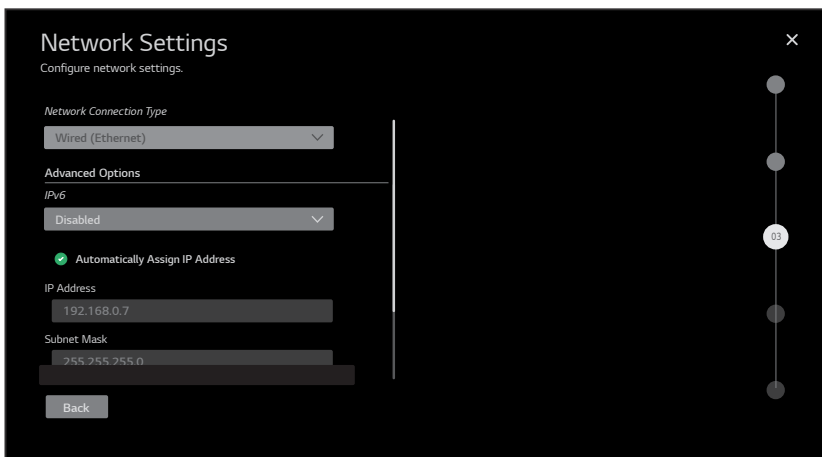 Network Settings
Configure network settings.
Network Connection Type
Wired (Ethernet)
Advanced Options
IPv6
Disabled
Automatically Assign IP Address
IP Address
192.168.0.7
Subnet Mask
255.255.255.0
Back
03